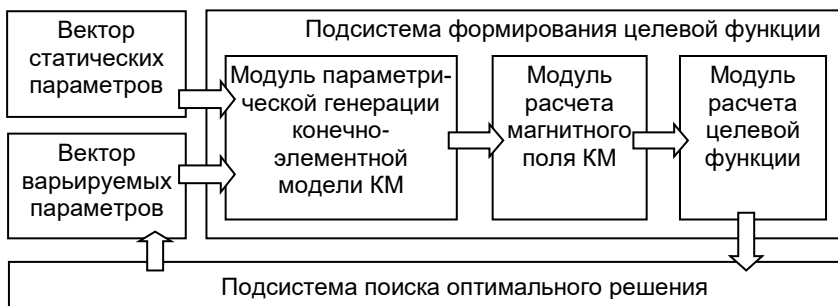 Вектор
статических
параметров
Подсистема формирования целевой функции
Модуль параметри-
ческой генерации
конечно-
элементной
модели КМ
Модуль
расчета
магнитного
поля КМ
Модуль
расчета
целевой
функции
Вектор
варьируемых
параметров
Подсистема поиска оптимального решения